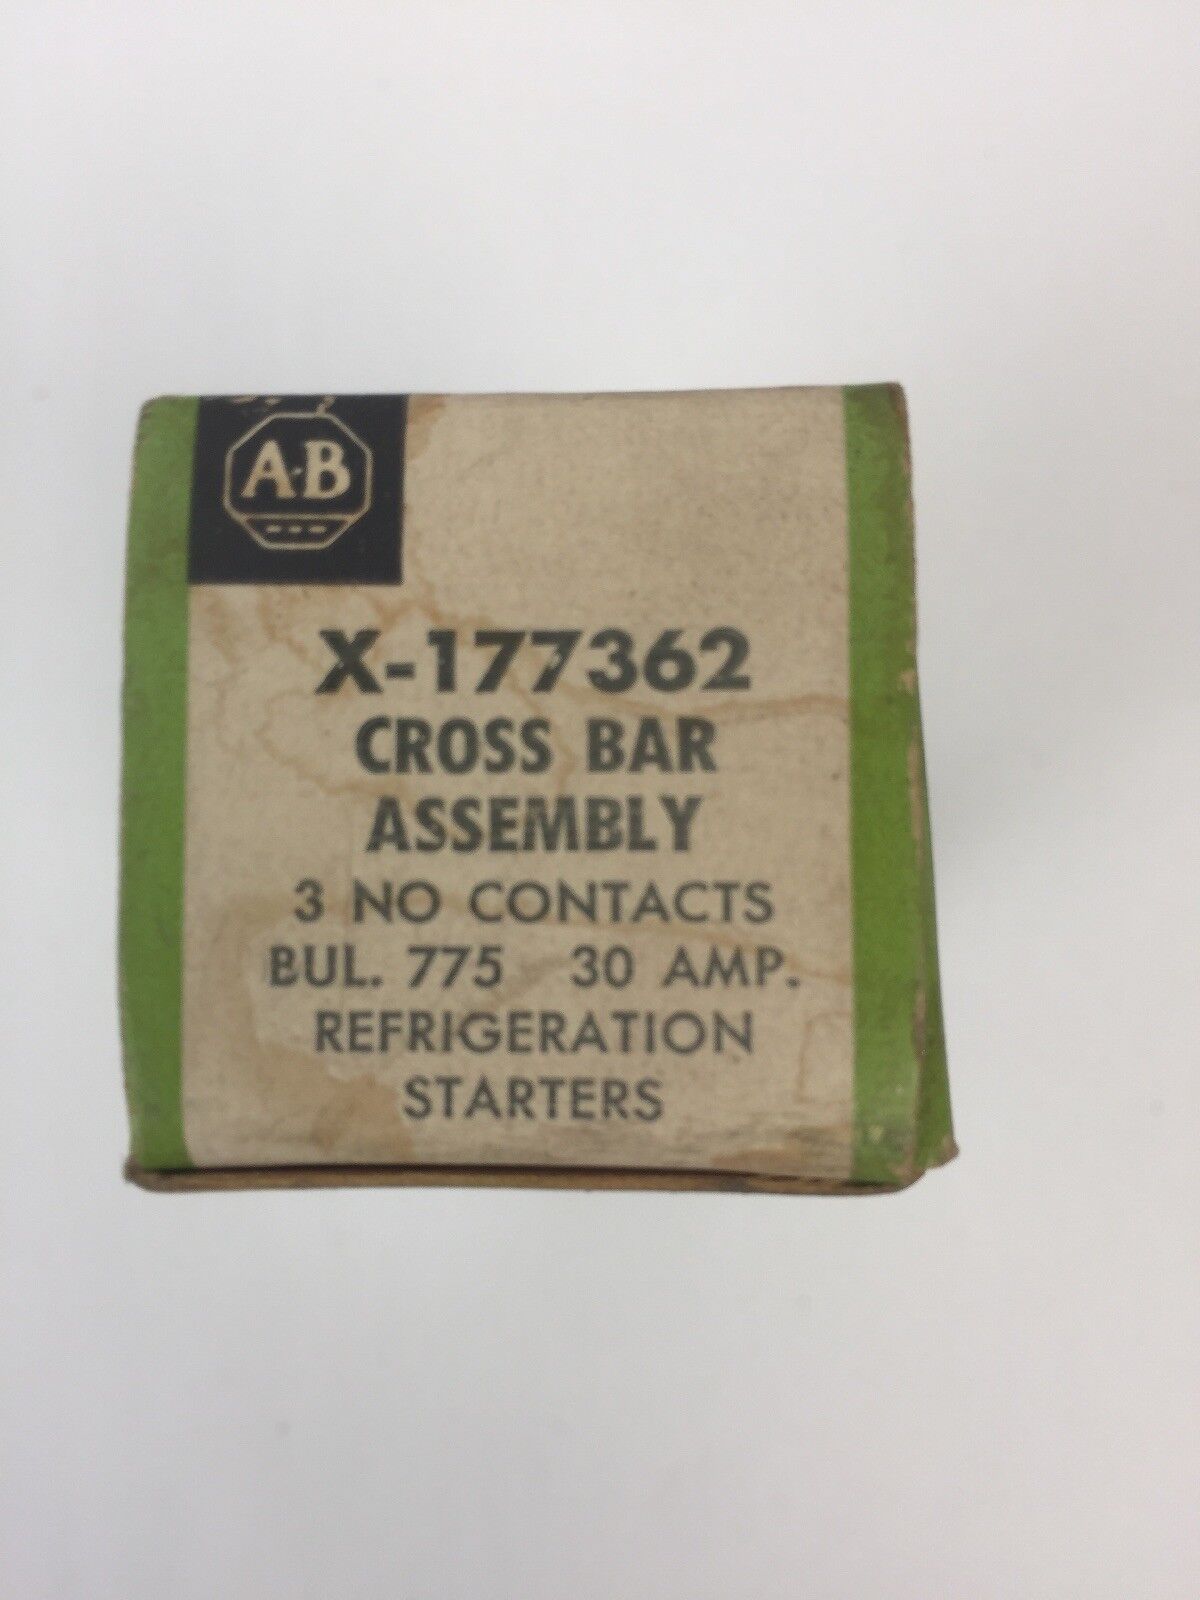 A-B
X-177362
CROSS BAR
ASSEMBLY
3 NO CONTACTS
BUL. 775 30 AMP.
REFRIGERATION
STARTERS